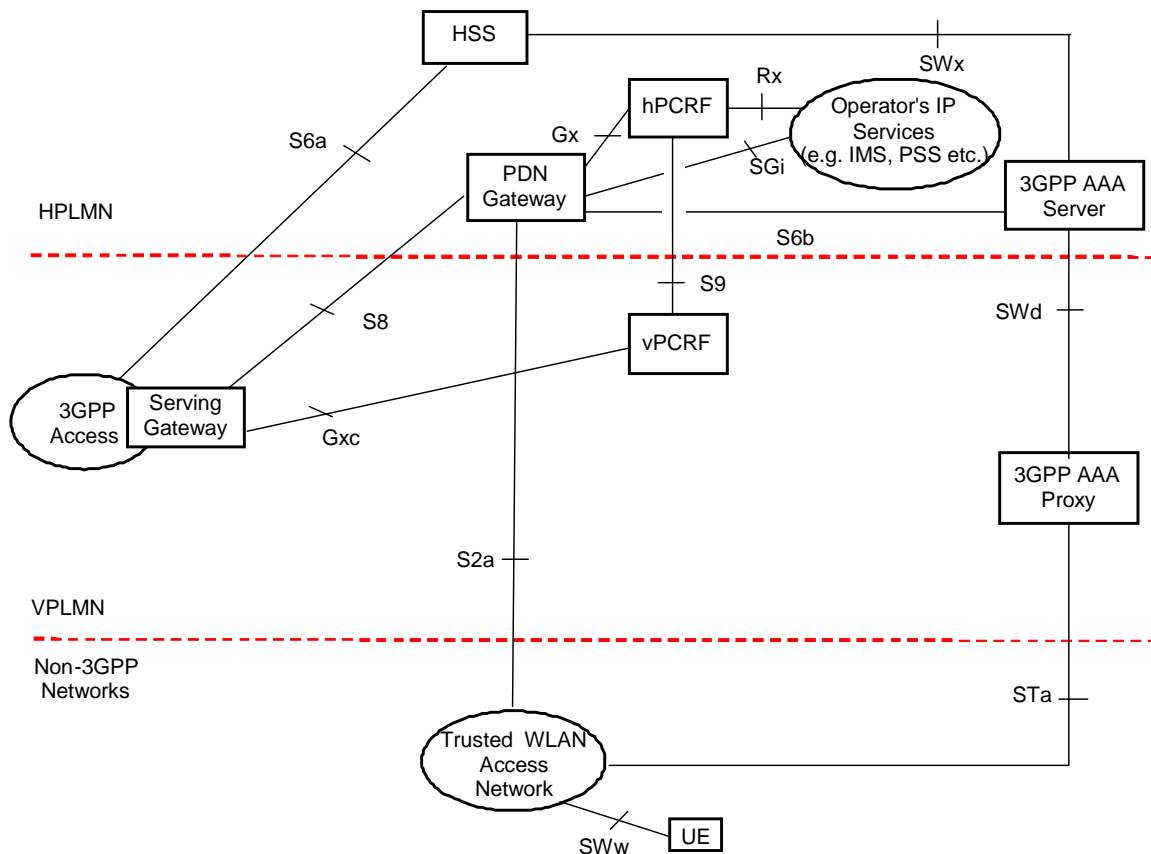 HSS
SWx
Rx
hPCRF
Operator's IP
Services
(e.g. IMS, PSS etc.)
Gx
S6a
SGi
PDN
Gateway
3GPP AAA
Server
HPLMN
S6b
S9
SWd
S8
vPCRF
3GPP
Access
Serving
Gateway
Gxc
3GPP AAA
Proxy
S2a
VPLMN
Non-3GPP
Networks
STa
Trusted WLAN
Access
Network
SWw
UE